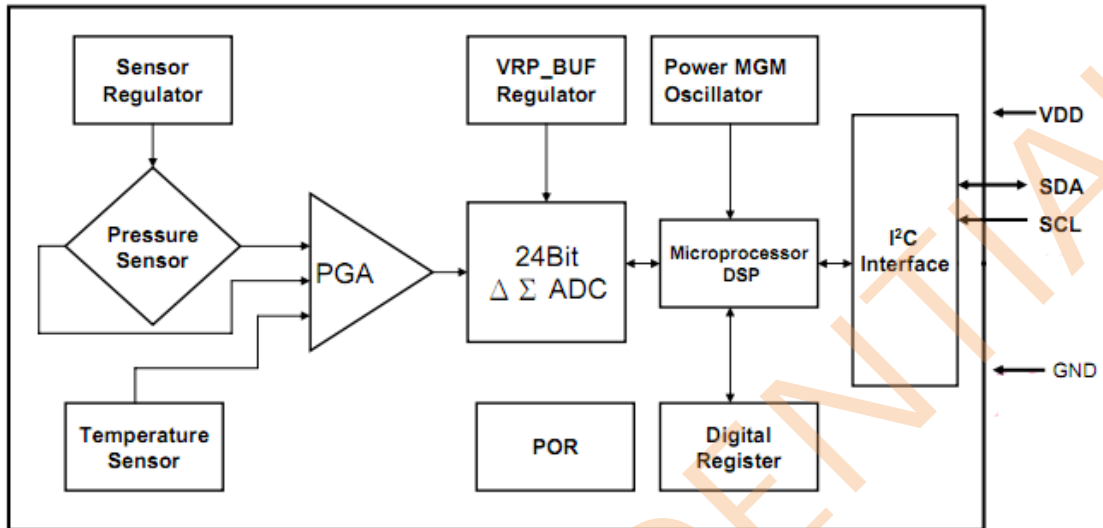 Sensor
Regulator
VRP_BUF
Regulator
Power MGM
Oscillator
VDD
SDA
SCL
Pressure
Sensor
PGA
24Bit
Δ Σ ADC
Microprocessor
DSP
I²C
Interface
GND
Temperature
Sensor
POR
Digital
Register
ENTIA